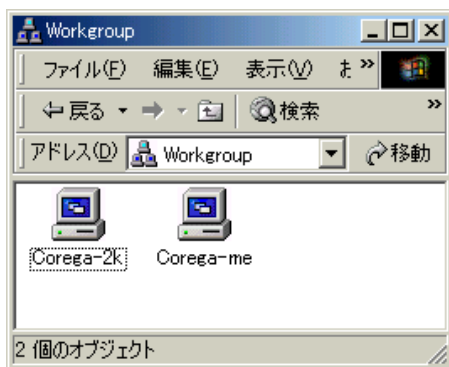 Workgroup
ファイル(F) 編集(E) 表示(V) お »
戻る 検索 »
アドレス(D) Workgroup 移動
Corega-2k Corega-me
2 個のオブジェクト